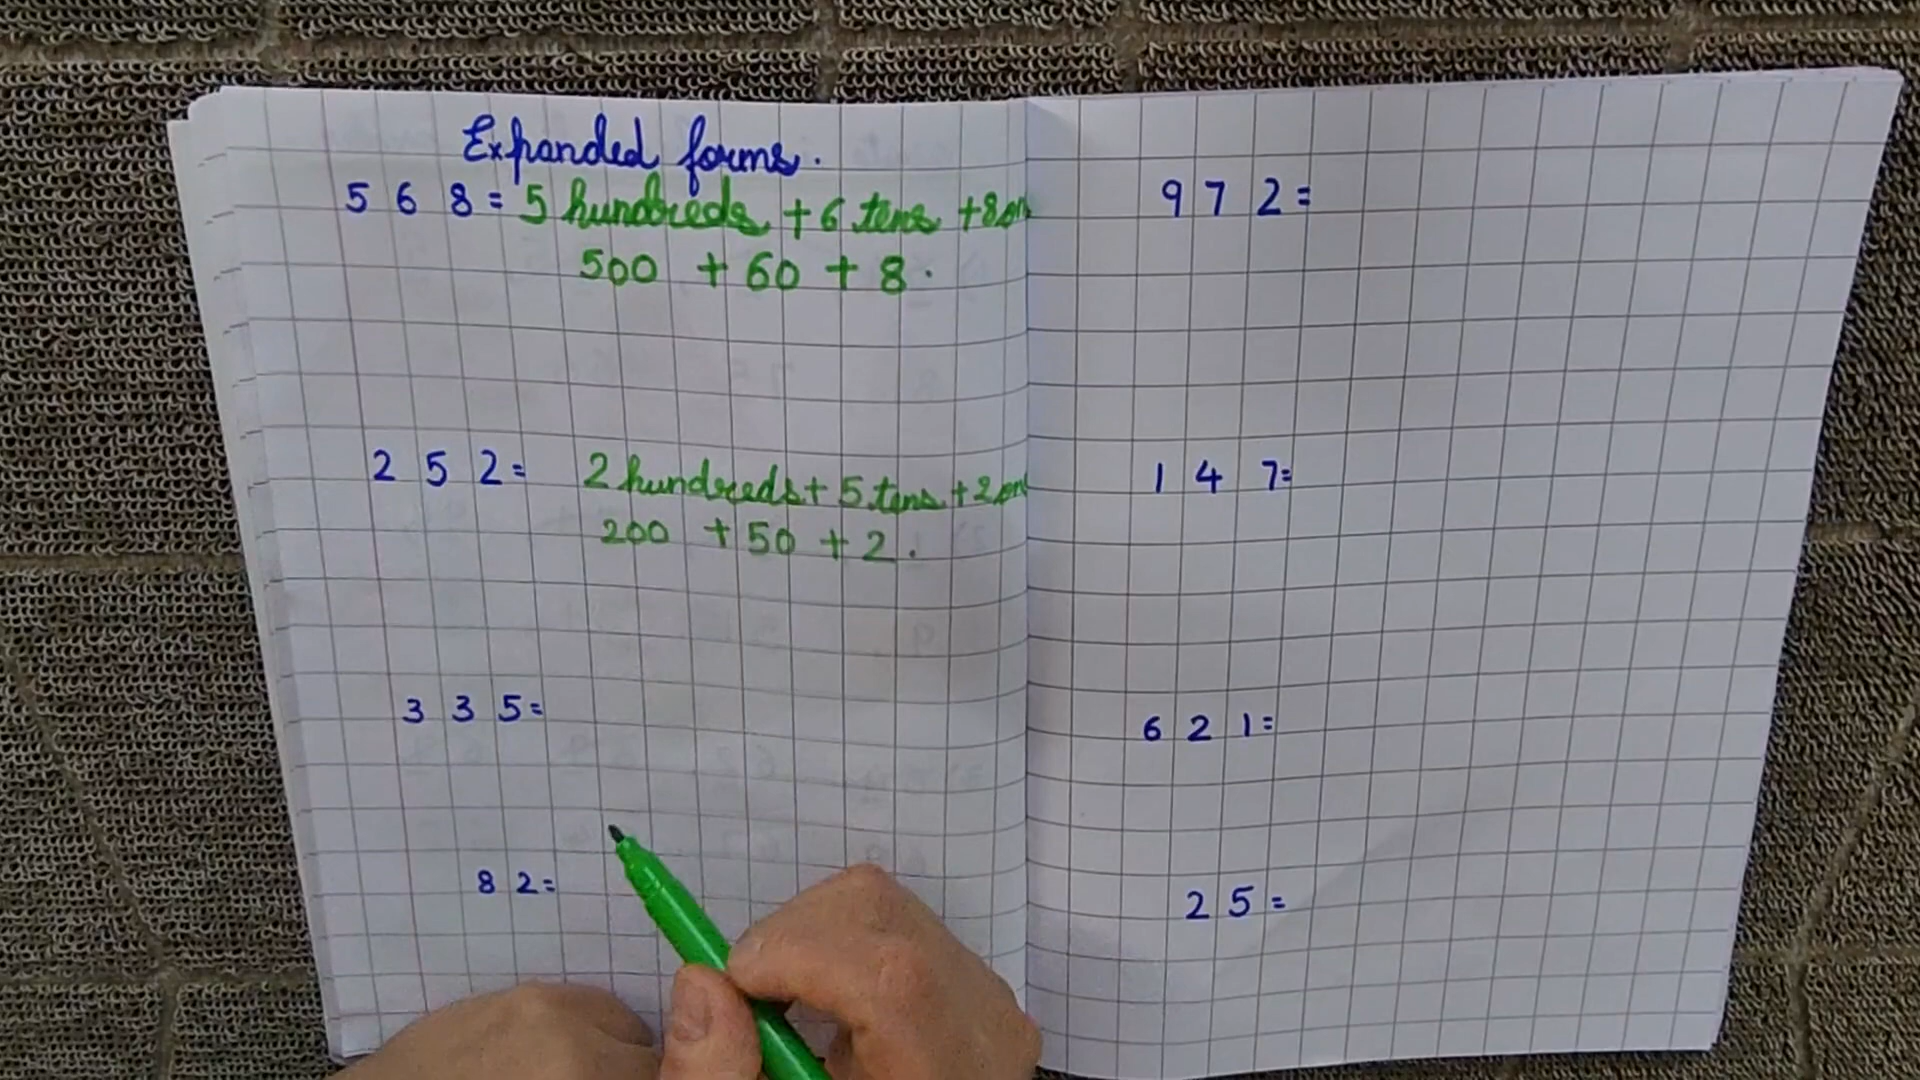 Expanded forms.
5 6 8 = 5 hundreds + 6 tens + 8 on
500 + 60 + 8.
2 5 2 = 2 hundreds + 5 tens + 2 on
200 + 50 + 2.
3 3 5 =
8 2 =
9 7 2 =
1 4 7 =
6 2 1 =
2 5 =